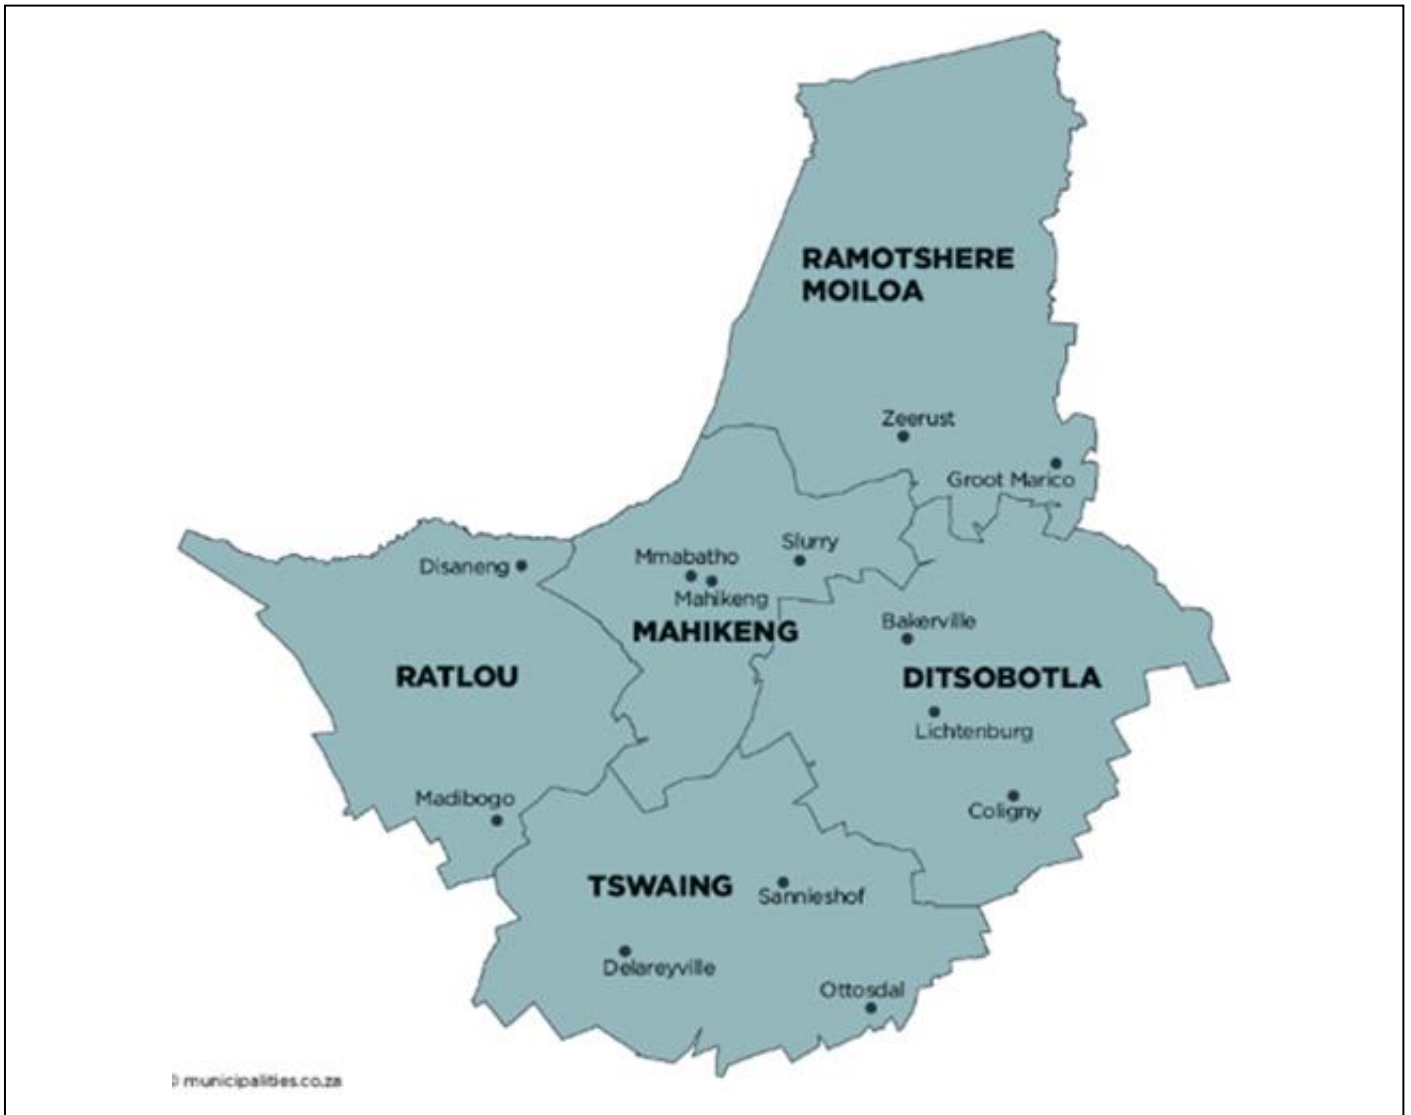 RAMOTSHERE
MOILOA
Zeerust
Groot Marico
Slurry
Mmabatho
Disaneng
Mahikeng
MAHIKENG
Bakerville
RATLOU
DITSOBOTLA
Lichtenburg
Madibogo
Coligny
TSWAING
Sannieshof
Delareyville
Ottosdal
municipalities.co.za